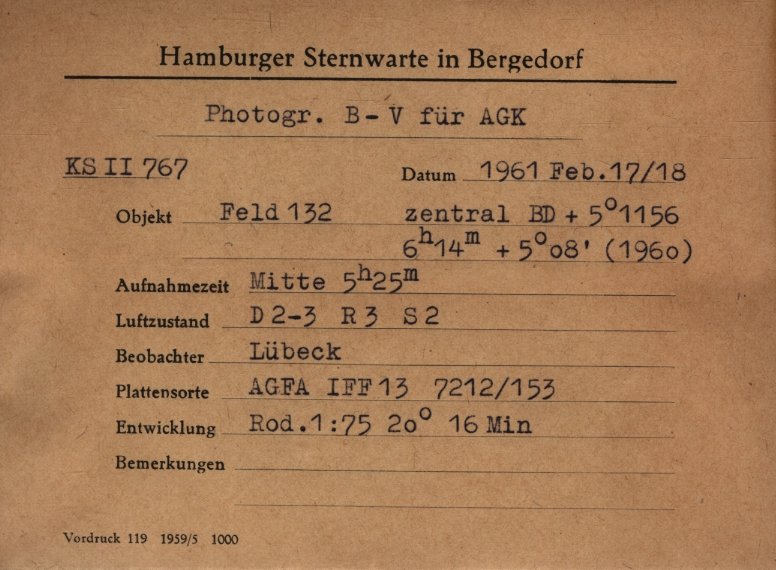 Hamburger Sternwarte in Bergedorf
Photogr. B-V für AGK
KS II 767 Datum 1961 Feb.17/18
Objekt Feld 132 zentral BD + 5°1156
6ʰ14ᵐ + 5°08' (1960)
Aufnahmezeit Mitte 5ʰ25ᵐ
Luftzustand D 2-3 R 3 S 2
Beobachter Lübeck
Plattensorte AGFA IFF 13 7212/153
Entwicklung Rod.1:75 20° 16 Min
Bemerkungen
Vordruck 119 1959/5 1000